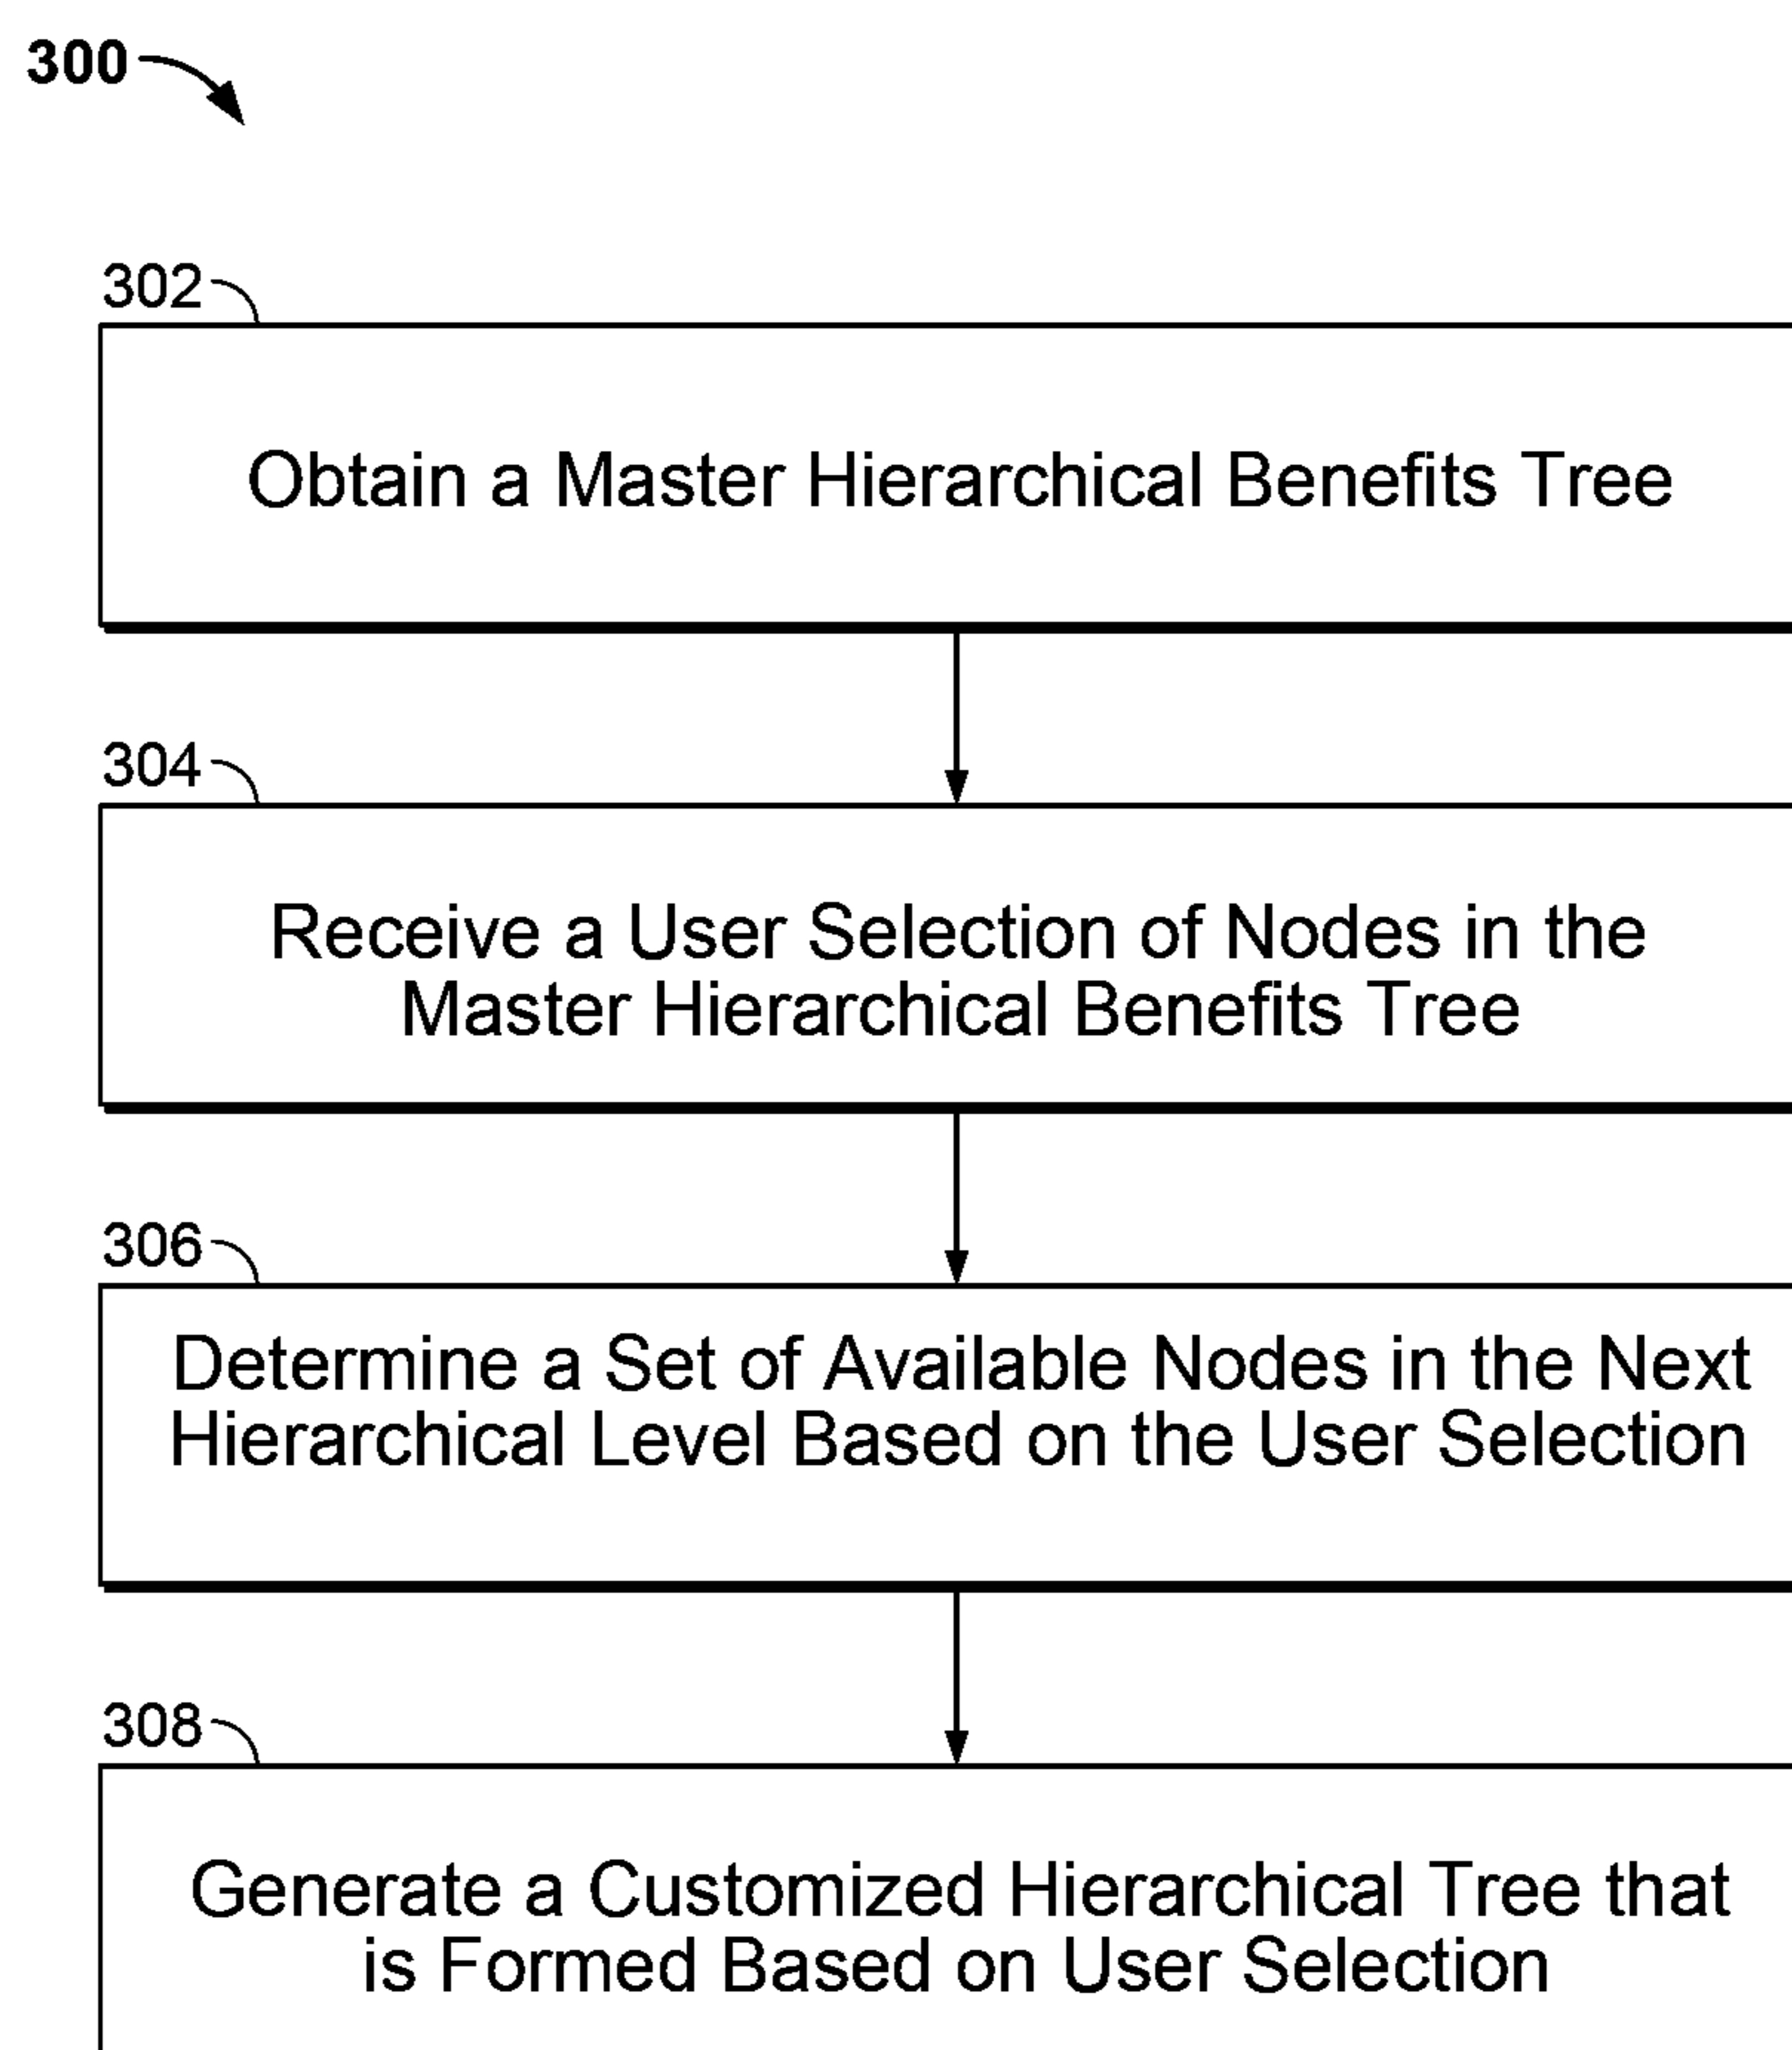 300
302
Obtain a Master Hierarchical Benefits Tree
304
Receive a User Selection of Nodes in the
Master Hierarchical Benefits Tree
306
Determine a Set of Available Nodes in the Next
Hierarchical Level Based on the User Selection
308
Generate a Customized Hierarchical Tree that
is Formed Based on User Selection